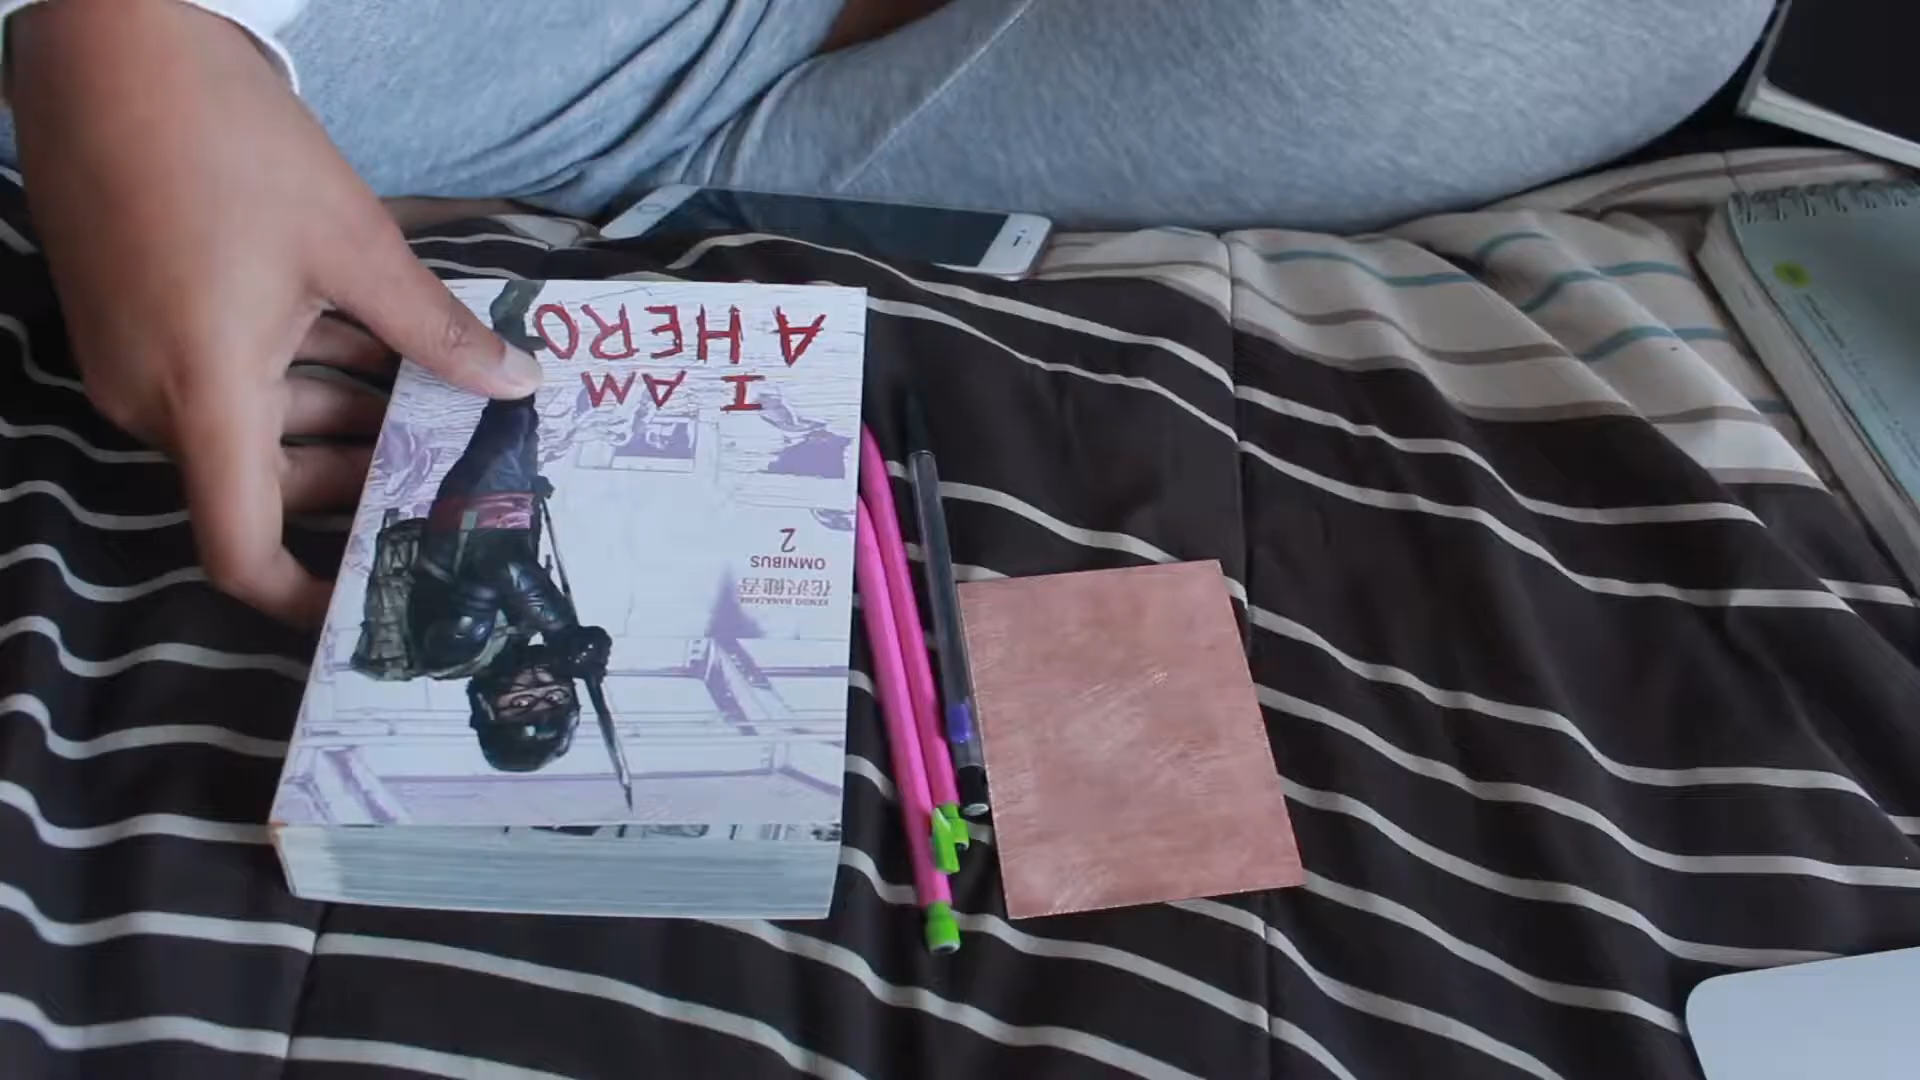 I AM
A HERO
OMNIBUS
2
KENGO HANAZAWA
花沢健吾